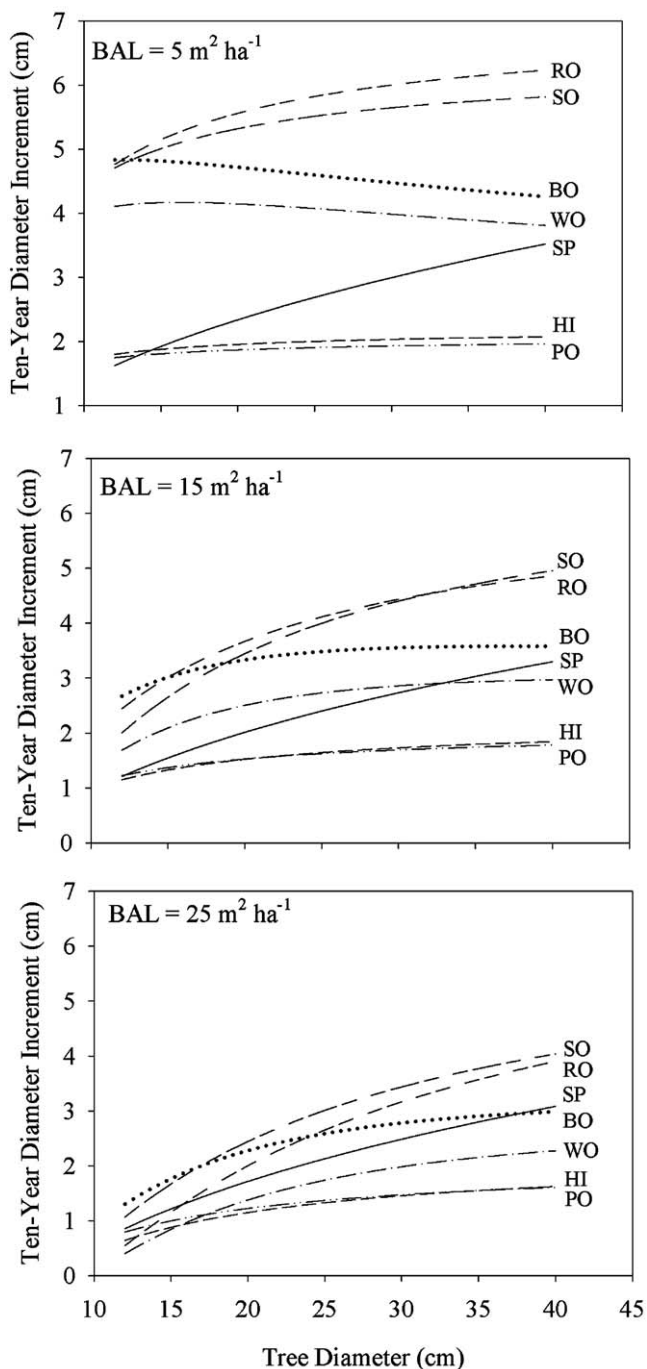 7
BAL = 5 m² ha⁻¹
6
5
4
3
2
1
Ten-Year Diameter Increment (cm)
RO
SO
BO
WO
SP
HI
PO
7
BAL = 15 m² ha⁻¹
6
5
4
3
2
1
0
Ten-Year Diameter Increment (cm)
SO
RO
BO
SP
WO
HI
PO
7
BAL = 25 m² ha⁻¹
6
5
4
3
2
1
0
Ten-Year Diameter Increment (cm)
SO
RO
SP
BO
WO
HI
PO
10 15 20 25 30 35 40 45
Tree Diameter (cm)